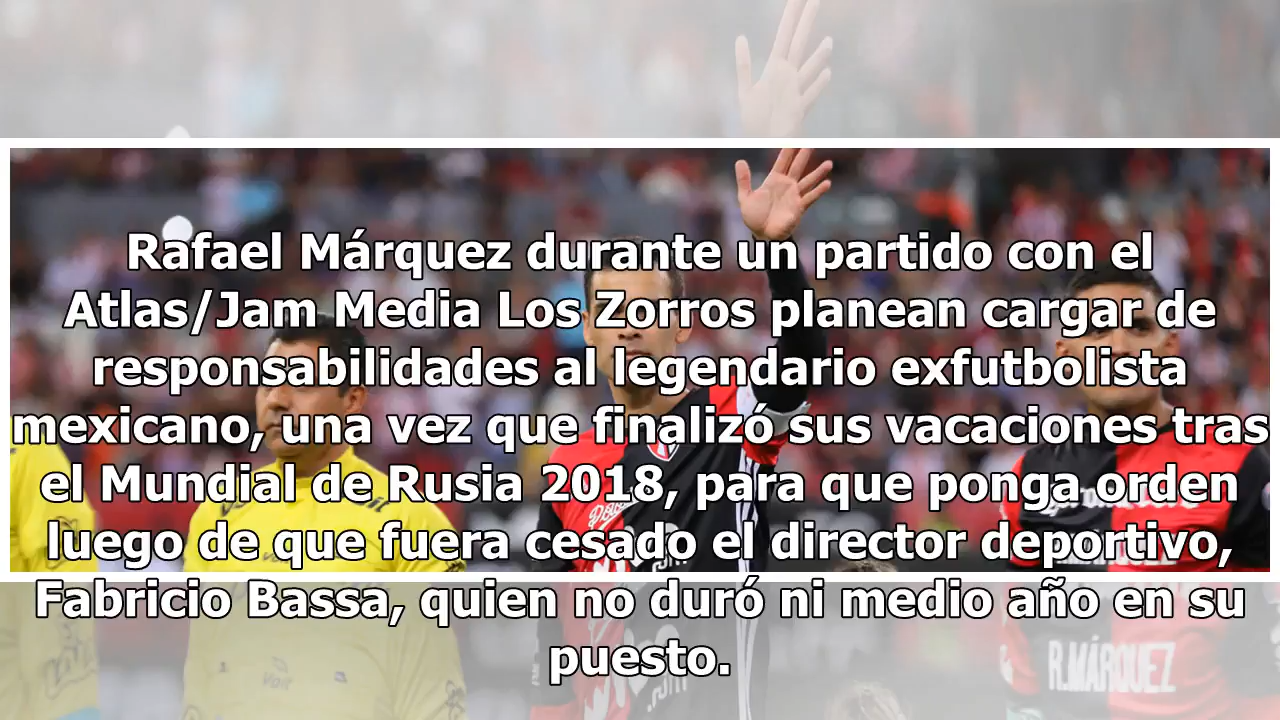 Rafael Márquez durante un partido con el
Atlas/Jam Media Los Zorros planean cargar de
responsabilidades al legendario exfutbolista
mexicano, una vez que finalizó sus vacaciones tras
el Mundial de Rusia 2018, para que ponga orden
luego de que fuera cesado el director deportivo,
Fabricio Bassa, quien no duró ni medio año en su
puesto.
R.MÁRQUEZ
Voit